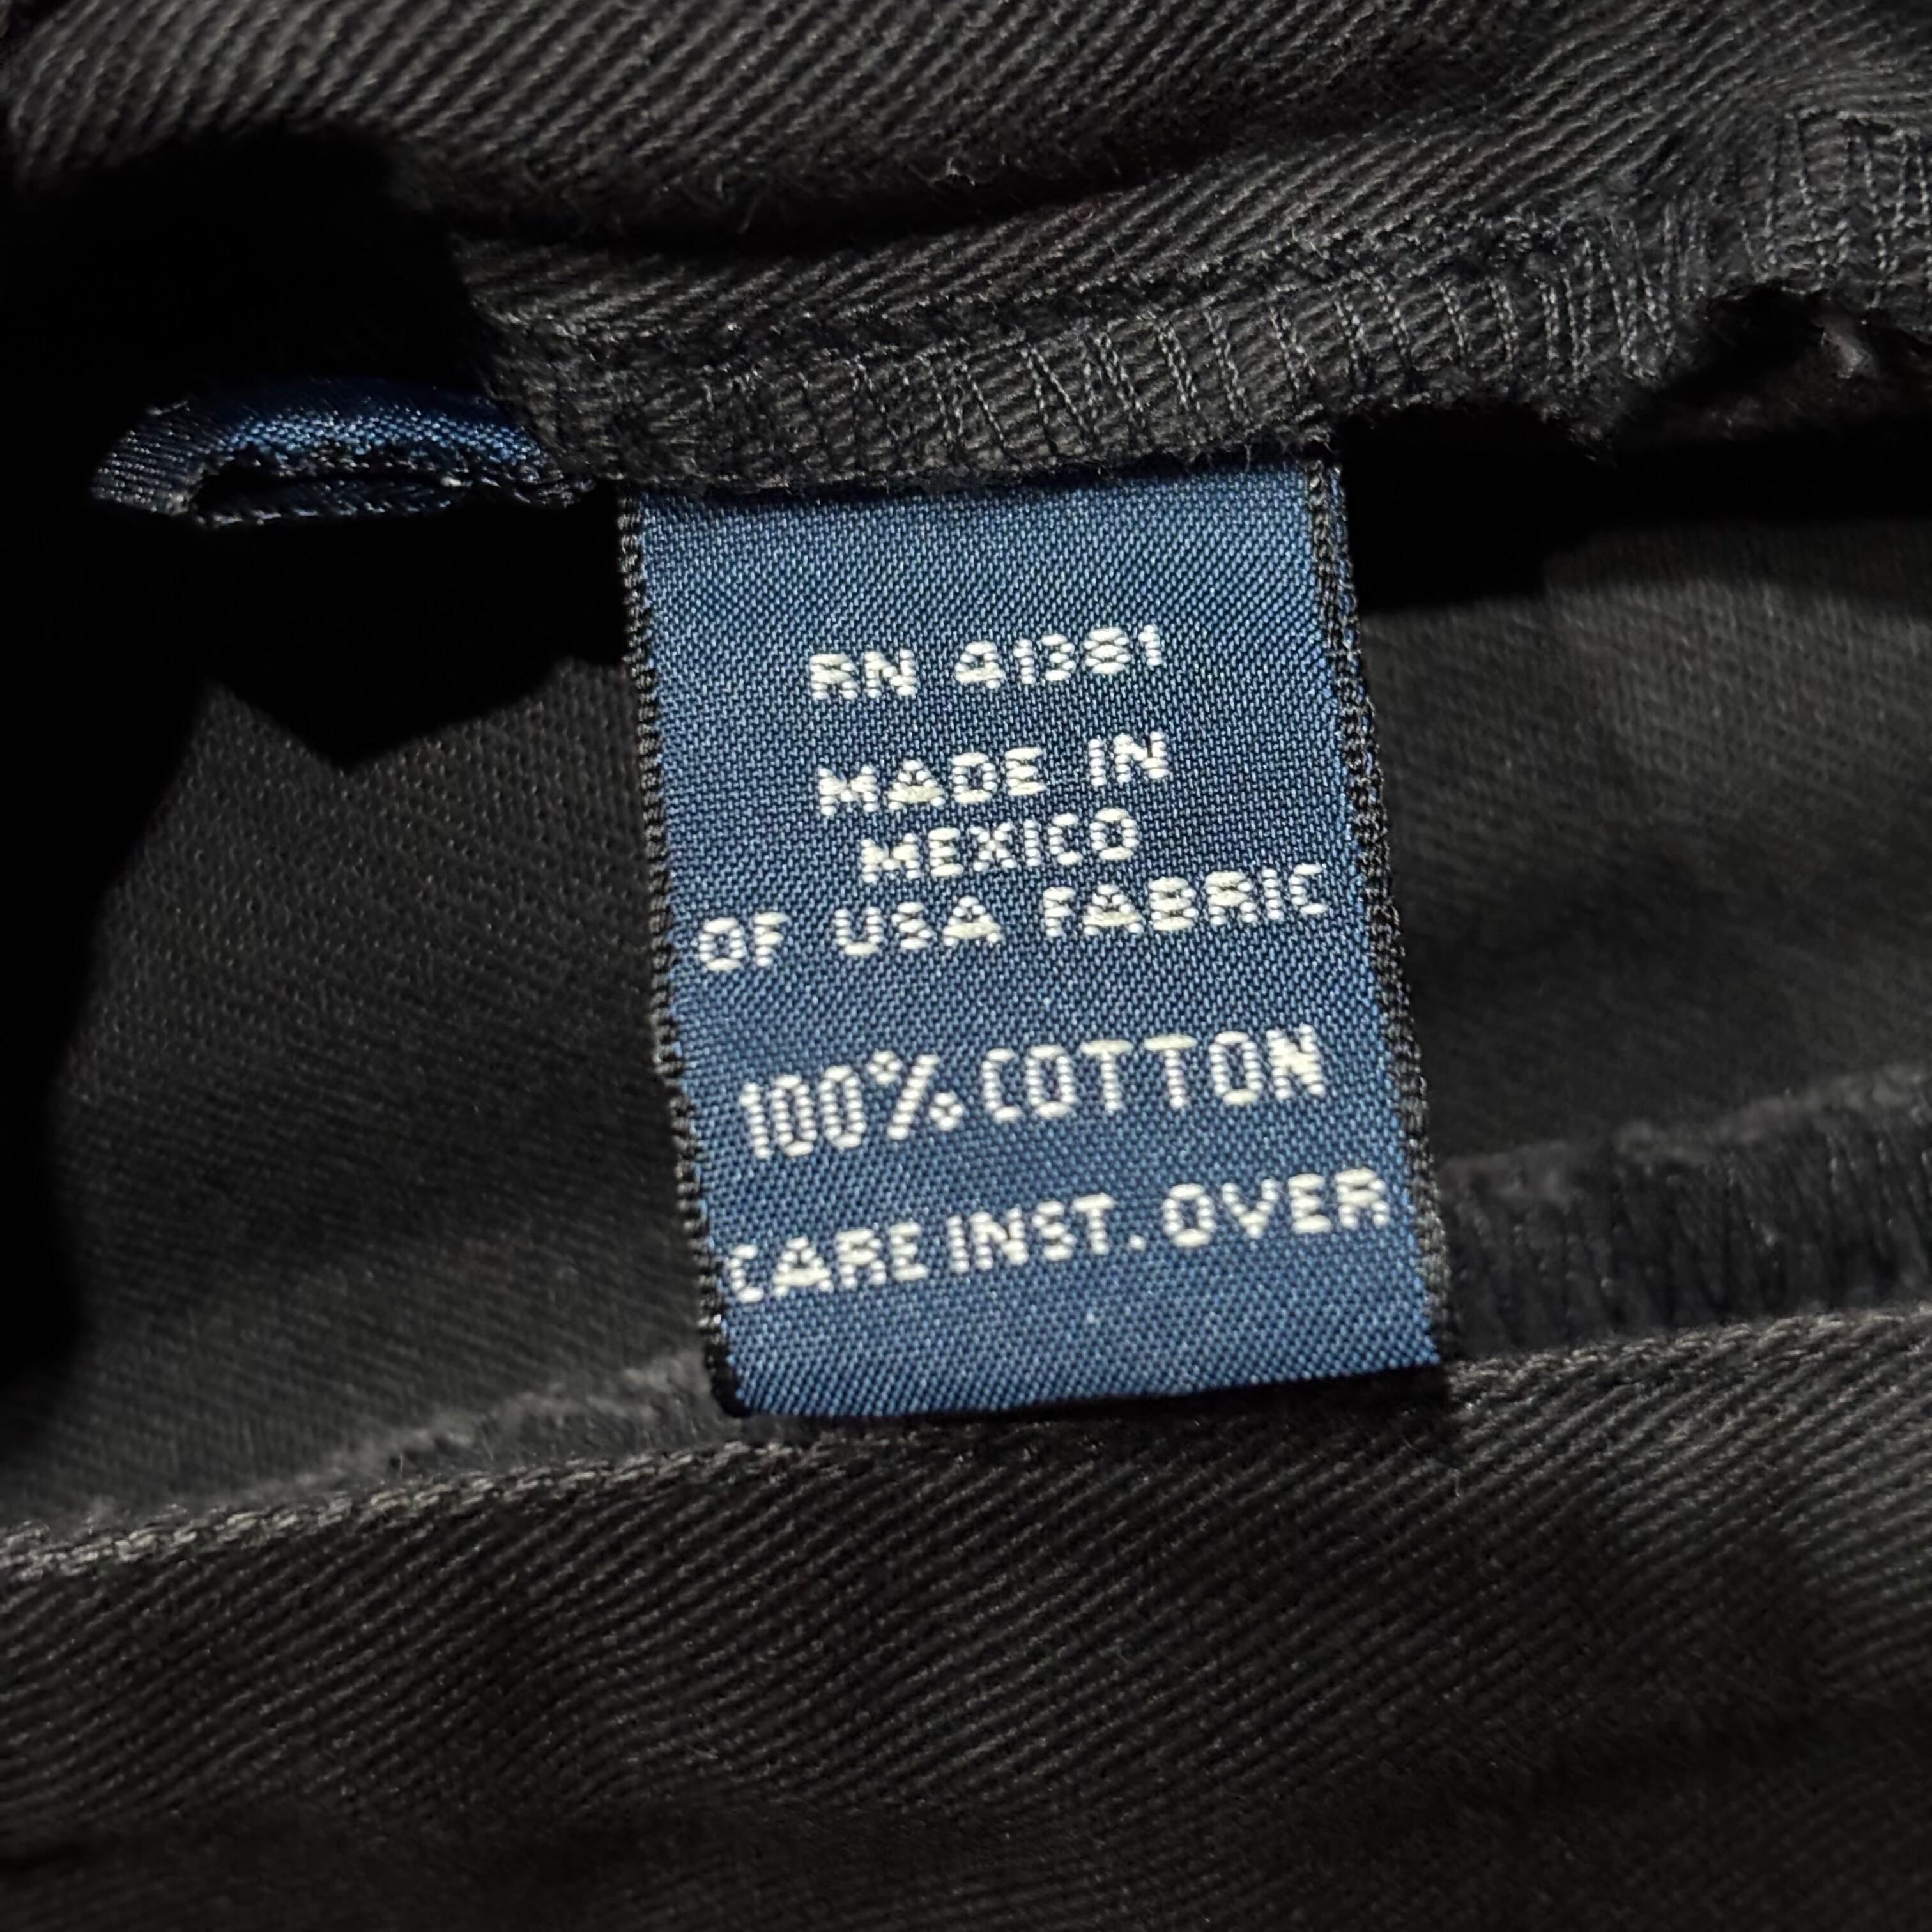 RN 41381
MADE IN
MEXICO
OF USA FABRIC
100% COTTON
CARE INST. OVER